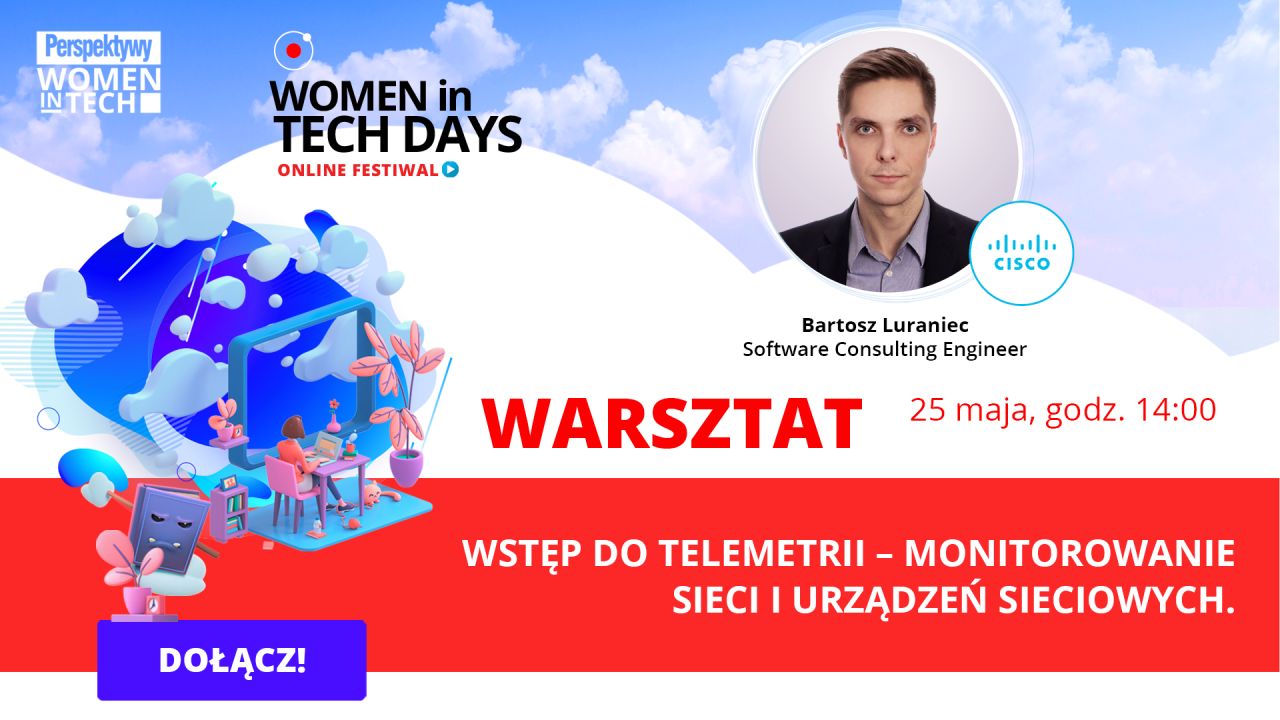 Perspektywy
WOMEN
IN TECH
WOMEN in
TECH DAYS
ONLINE FESTIWAL
CISCO
Bartosz Luraniec
Software Consulting Engineer
WARSZTAT
25 maja, godz. 14:00
WSTĘP DO TELEMETRII – MONITOROWANIE
SIECI I URZĄDZEŃ SIECIOWYCH.
DOŁĄCZ!